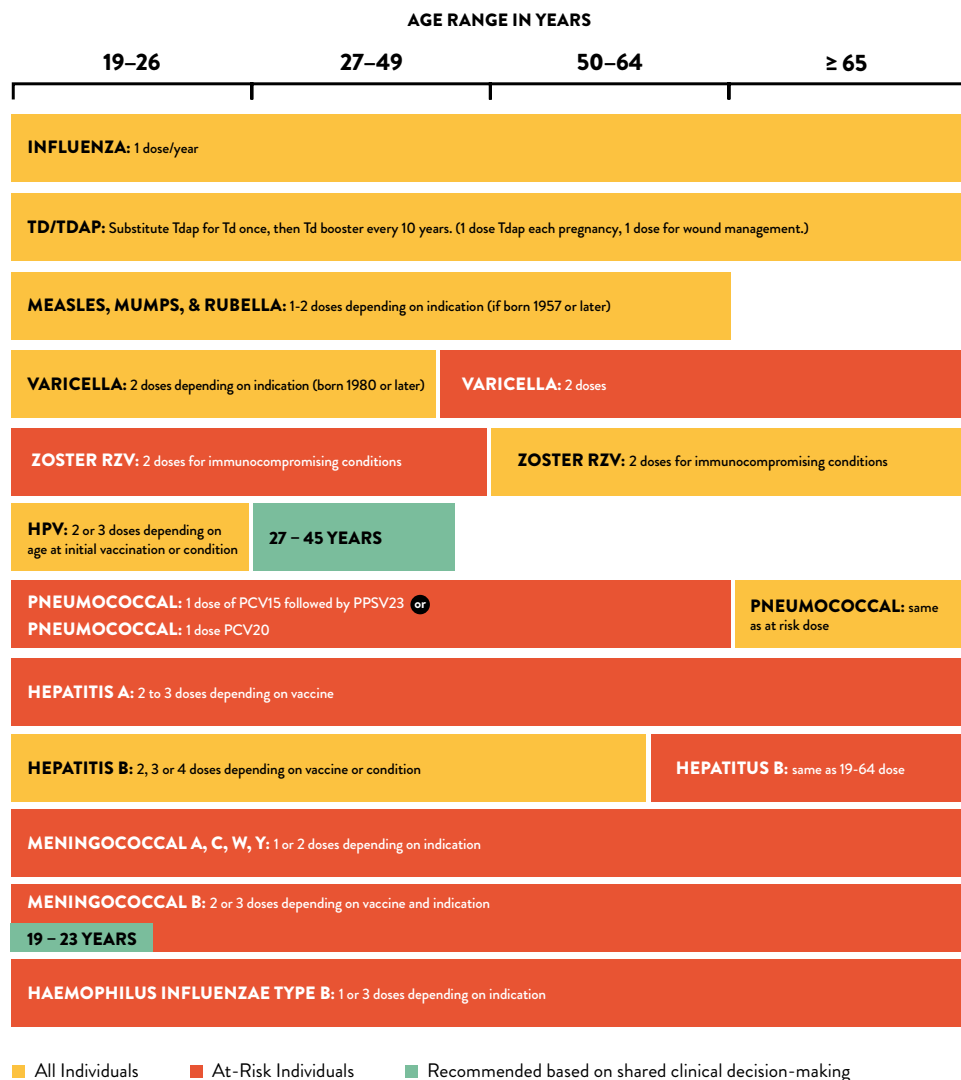 AGE RANGE IN YEARS
19–26 27–49 50–64 ≥ 65
INFLUENZA: 1 dose/year
TD/TDAP: Substitute Tdap for Td once, then Td booster every 10 years. (1 dose Tdap each pregnancy, 1 dose for wound management.)
MEASLES, MUMPS, & RUBELLA: 1-2 doses depending on indication (if born 1957 or later)
VARICELLA: 2 doses depending on indication (born 1980 or later)
VARICELLA: 2 doses
ZOSTER RZV: 2 doses for immunocompromising conditions
ZOSTER RZV: 2 doses for immunocompromising conditions
HPV: 2 or 3 doses depending on
age at initial vaccination or condition
27 – 45 YEARS
PNEUMOCOCCAL: 1 dose of PCV15 followed by PPSV23 or
PNEUMOCOCCAL: 1 dose PCV20
PNEUMOCOCCAL: same
as at risk dose
HEPATITIS A: 2 to 3 doses depending on vaccine
HEPATITIS B: 2, 3 or 4 doses depending on vaccine or condition
HEPATITUS B: same as 19-64 dose
MENINGOCOCCAL A, C, W, Y: 1 or 2 doses depending on indication
MENINGOCOCCAL B: 2 or 3 doses depending on vaccine and indication
19 – 23 YEARS
HAEMOPHILUS INFLUENZAE TYPE B: 1 or 3 doses depending on indication
All Individuals At-Risk Individuals Recommended based on shared clinical decision-making